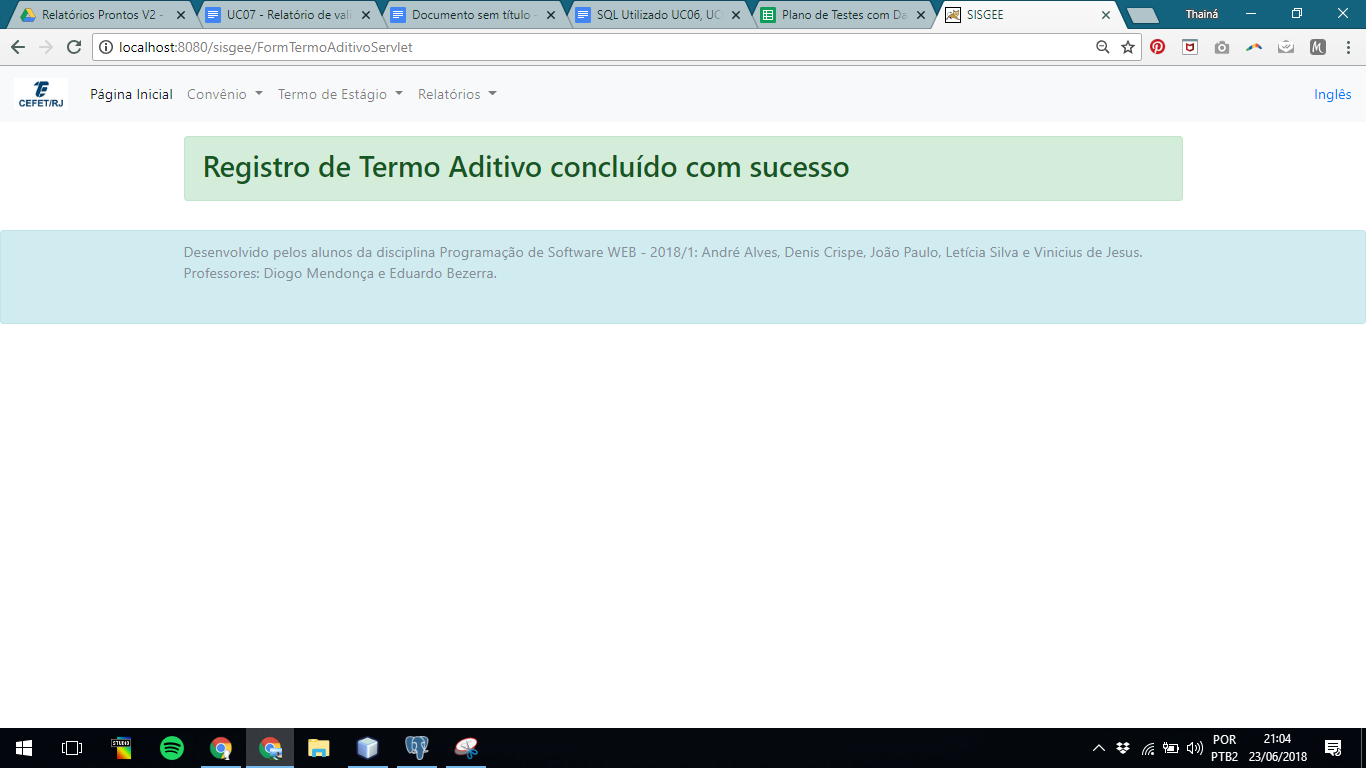 Relatórios Prontos V2 -
UC07 - Relatório de vali
Documento sem título -
SQL Utilizado UC06, UC
Plano de Testes com Da
SISGEE
Thainá
localhost:8080/sisgee/FormTermoAditivoServlet
CEFET/RJ
Página Inicial
Convênio
Termo de Estágio
Relatórios
Inglês
Registro de Termo Aditivo concluído com sucesso
Desenvolvido pelos alunos da disciplina Programação de Software WEB - 2018/1: André Alves, Denis Crispe, João Paulo, Letícia Silva e Vinicius de Jesus.
Professores: Diogo Mendonça e Eduardo Bezerra.
STUDIO
POR
PTB2
21:04
23/06/2018